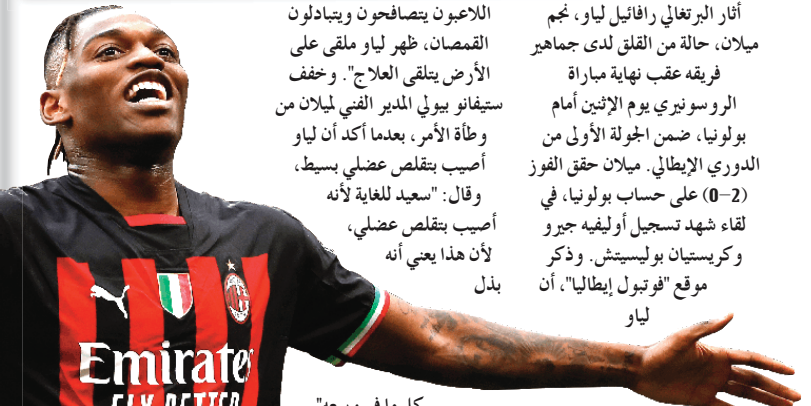 أثار البرتغالي رافائيل لياو، نجم
ميلان، حالة من القلق لدى جماهير
فريقه عقب نهاية مباراة
الروسونيري يوم الإثنين أمام
بولونيا، ضمن الجولة الأولى من
الدوري الإيطالي. ميلان حقق الفوز
(2-0) على حساب بولونيا، في
لقاء شهد تسجيل أوليفيه جيرو
وكريستيان بوليسيتش. وذكر
موقع "فوتبول إيطاليا"، أن
لياو
اللاعبون يتصافحون ويتبادلون
القمصان، ظهر لياو ملقى على
الأرض يتلقى العلاج". وخفف
ستيفانو بيولي المدير الفني لميلان من
وطأة الأمر، بعدما أكد أن لياو
أصيب بتقلص عضلي بسيط،
وقال: "سعيد للغاية لأنه
أصيب بتقلص عضلي،
لأن هذا يعني أنه
بذل
Emirates
FLY BETTER